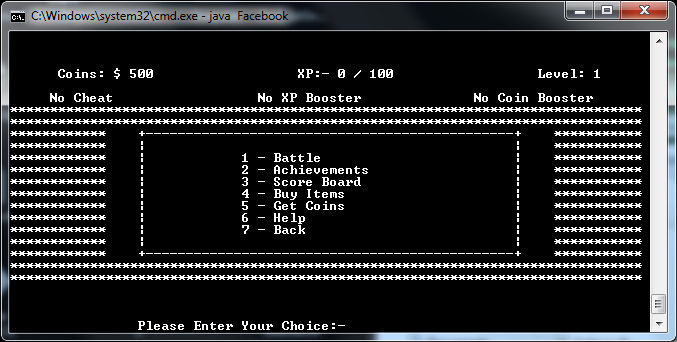 C:\Windows\system32\cmd.exe - java  Facebook
Coins: $ 500 XP:- 0 / 100 Level: 1
No Cheat No XP Booster No Coin Booster
1 - Battle
2 - Achievements
3 - Score Board
4 - Buy Items
5 - Get Coins
6 - Help
7 - Back
Please Enter Your Choice:-